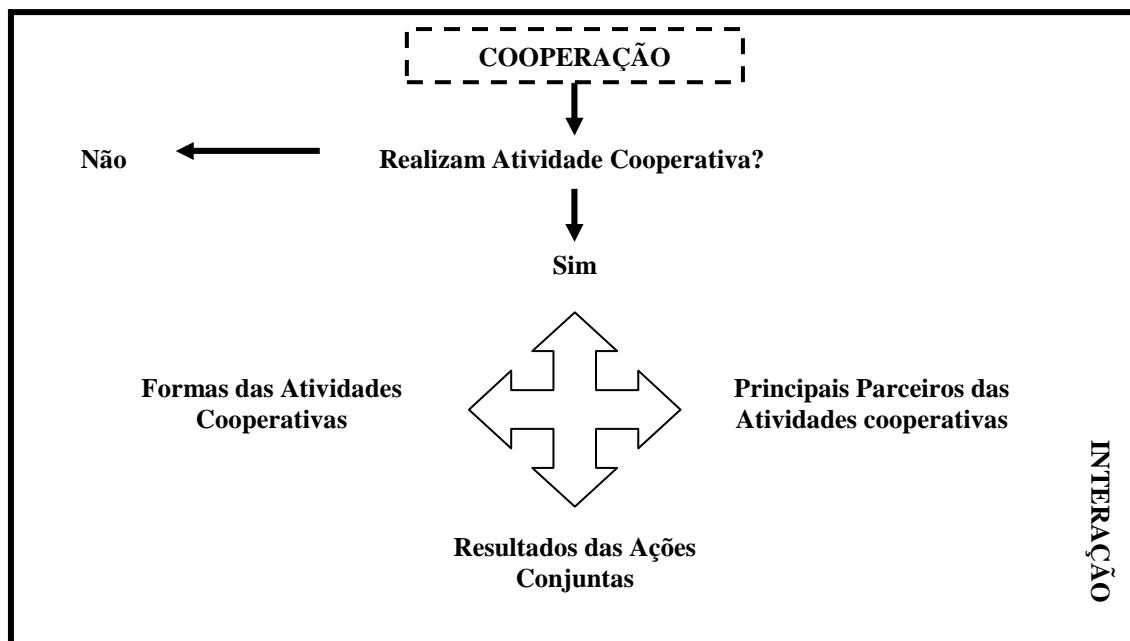 COOPERAÇÃO
Não
Realizam Atividade Cooperativa?
Sim
Formas das Atividades
Cooperativas
Principais Parceiros das
Atividades cooperativas
Resultados das Ações
Conjuntas
INTERAÇÃO